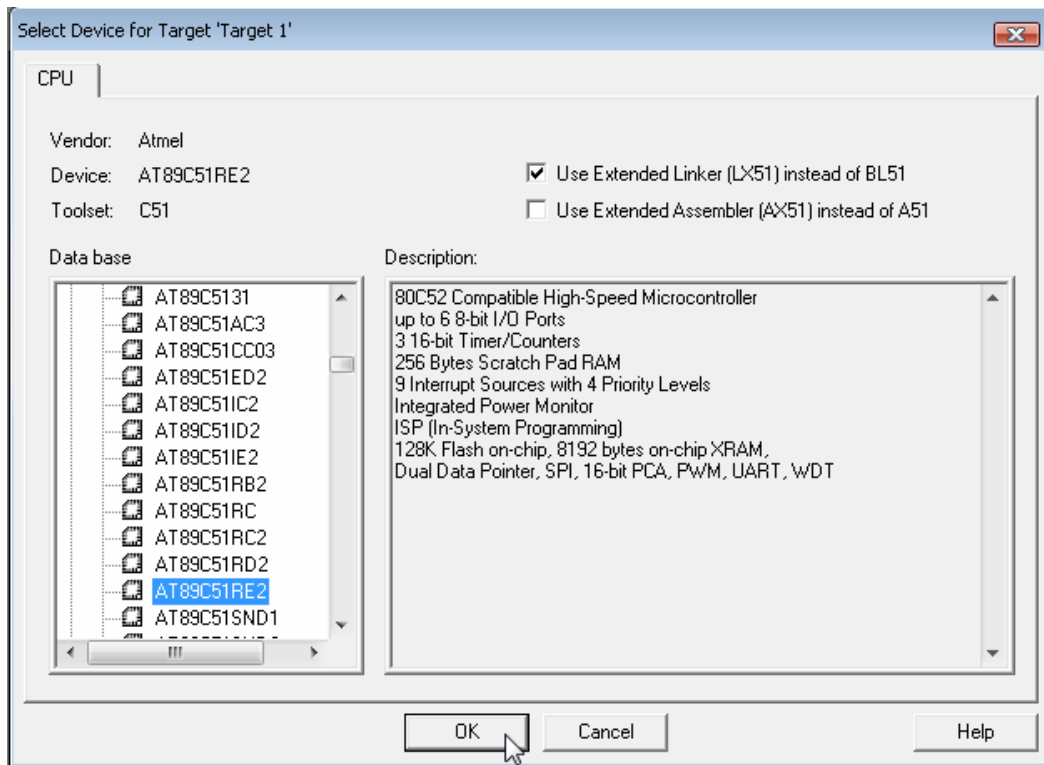 Select Device for Target 'Target 1'
CPU
Vendor: Atmel
Device: AT89C51RE2
Toolset: C51
Use Extended Linker (LX51) instead of BL51
Use Extended Assembler (AX51) instead of A51
Data base
AT89C5131
AT89C51AC3
AT89C51CC03
AT89C51ED2
AT89C51IC2
AT89C51ID2
AT89C51IE2
AT89C51RB2
AT89C51RC
AT89C51RC2
AT89C51RD2
AT89C51RE2
AT89C51SND1
Description:
80C52 Compatible High-Speed Microcontroller
up to 6 8-bit I/O Ports
3 16-bit Timer/Counters
256 Bytes Scratch Pad RAM
9 Interrupt Sources with 4 Priority Levels
Integrated Power Monitor
ISP (In-System Programming)
128K Flash on-chip, 8192 bytes on-chip XRAM,
Dual Data Pointer, SPI, 16-bit PCA, PWM, UART, WDT
OK
Cancel
Help